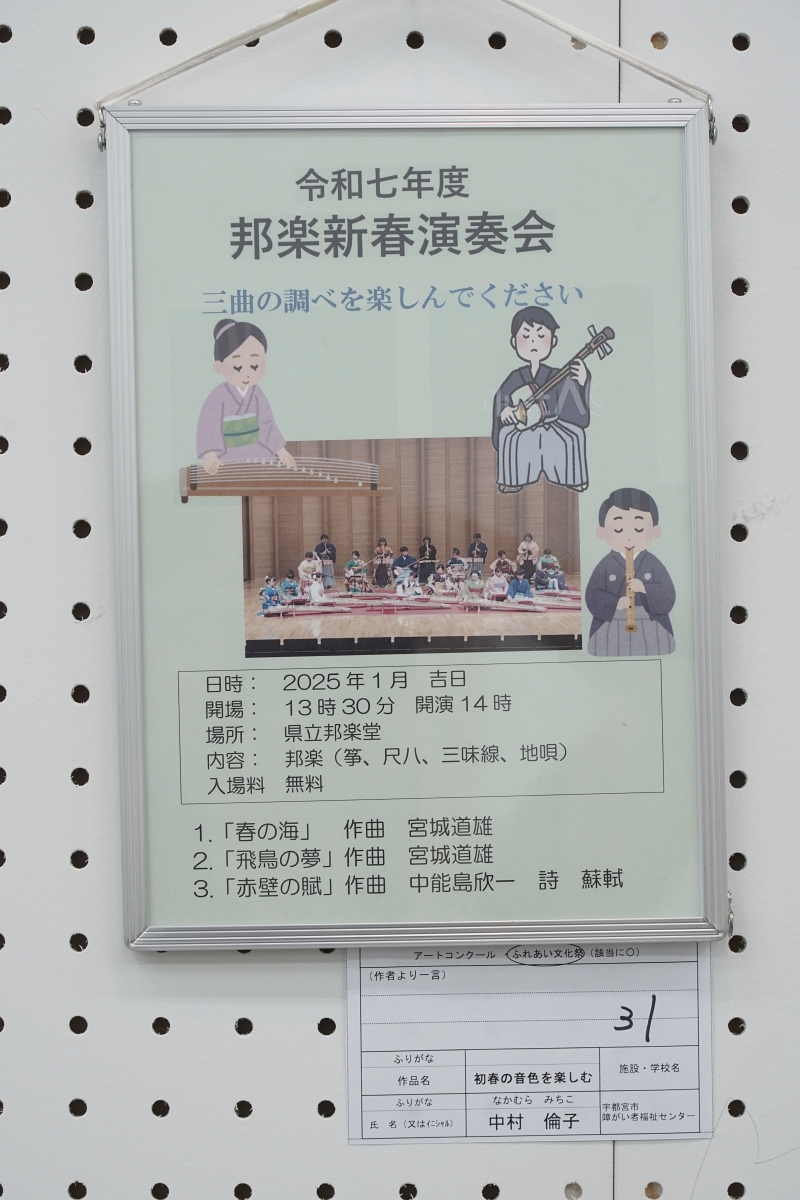 令和七年度
邦楽新春演奏会
三曲の調べを楽しんでください
日時： 2025年1月 吉日
開場： 13時30分 開演14時
場所： 県立邦楽堂
内容： 邦楽（筝、尺八、三味線、地唄）
入場料 無料
1.「春の海」 作曲 宮城道雄
2.「飛鳥の夢」作曲 宮城道雄
3.「赤壁の賦」作曲 中能島欣一 詩 蘇軾
アートコンクール ふれあい文化祭（該当に○）
（作者より一言）
31
ふりがな
作品名 初春の音色を楽しむ 施設・学校名
ふりがな なかむら みちこ
氏 名（又はｲﾆｼｬﾙ） 中村 倫子 宇都宮市
障がい者福祉センター